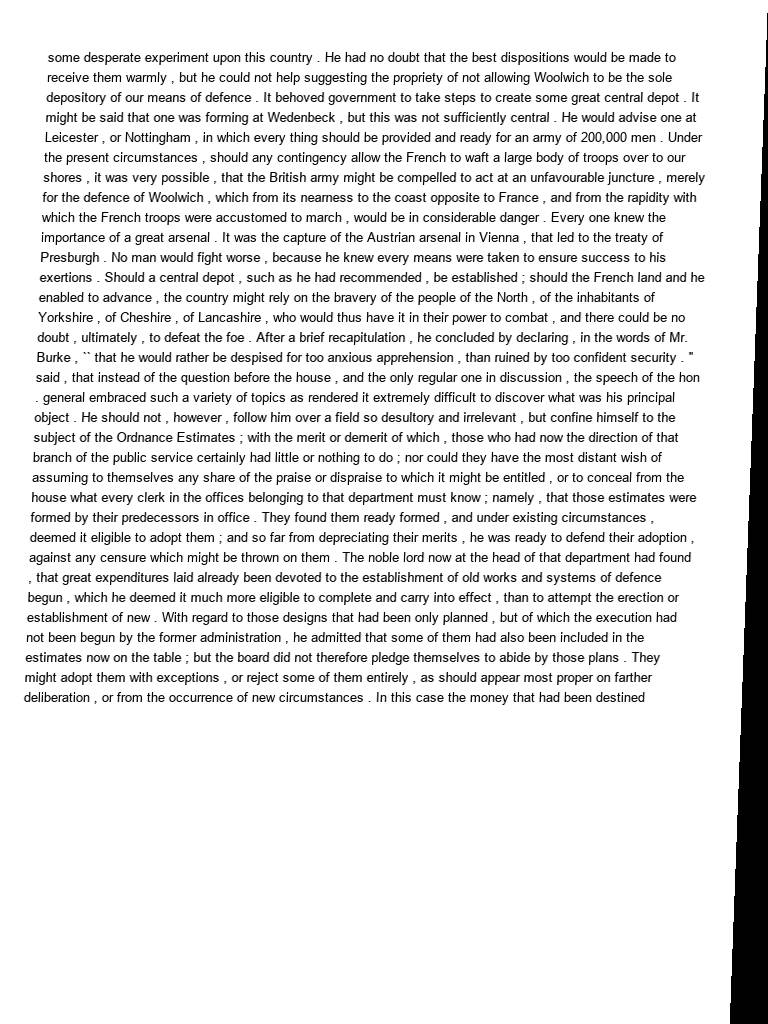 some desperate experiment upon this country . He had no doubt that the best dispositions would be made to
receive them warmly , but he could not help suggesting the propriety of not allowing Woolwich to be the sole
depository of our means of defence . It behoved government to take steps to create some great central depot . It
might be said that one was forming at Wedenbeck , but this was not sufficiently central . He would advise one at
Leicester , or Nottingham , in which every thing should be provided and ready for an army of 200,000 men . Under
the present circumstances , should any contingency allow the French to waft a large body of troops over to our
shores , it was very possible , that the British army might be compelled to act at an unfavourable juncture , merely
for the defence of Woolwich , which from its nearness to the coast opposite to France , and from the rapidity with
which the French troops were accustomed to march , would be in considerable danger . Every one knew the
importance of a great arsenal . It was the capture of the Austrian arsenal in Vienna , that led to the treaty of
Presburgh . No man would fight worse , because he knew every means were taken to ensure success to his
exertions . Should a central depot , such as he had recommended , be established ; should the French land and he
enabled to advance , the country might rely on the bravery of the people of the North , of the inhabitants of
Yorkshire , of Cheshire , of Lancashire , who would thus have it in their power to combat , and there could be no
doubt , ultimately , to defeat the foe . After a brief recapitulation , he concluded by declaring , in the words of Mr.
Burke , `` that he would rather be despised for too anxious apprehension , than ruined by too confident security . ''
said , that instead of the question before the house , and the only regular one in discussion , the speech of the hon
. general embraced such a variety of topics as rendered it extremely difficult to discover what was his principal
object . He should not , however , follow him over a field so desultory and irrelevant , but confine himself to the
subject of the Ordnance Estimates ; with the merit or demerit of which , those who had now the direction of that
branch of the public service certainly had little or nothing to do ; nor could they have the most distant wish of
assuming to themselves any share of the praise or dispraise to which it might be entitled , or to conceal from the
house what every clerk in the offices belonging to that department must know ; namely , that those estimates were
formed by their predecessors in office . They found them ready formed , and under existing circumstances ,
deemed it eligible to adopt them ; and so far from depreciating their merits , he was ready to defend their adoption ,
against any censure which might be thrown on them . The noble lord now at the head of that department had found
, that great expenditures laid already been devoted to the establishment of old works and systems of defence
begun , which he deemed it much more eligible to complete and carry into effect , than to attempt the erection or
establishment of new . With regard to those designs that had been only planned , but of which the execution had
not been begun by the former administration , he admitted that some of them had also been included in the
estimates now on the table ; but the board did not therefore pledge themselves to abide by those plans . They
might adopt them with exceptions , or reject some of them entirely , as should appear most proper on farther
deliberation , or from the occurrence of new circumstances . In this case the money that had been destined